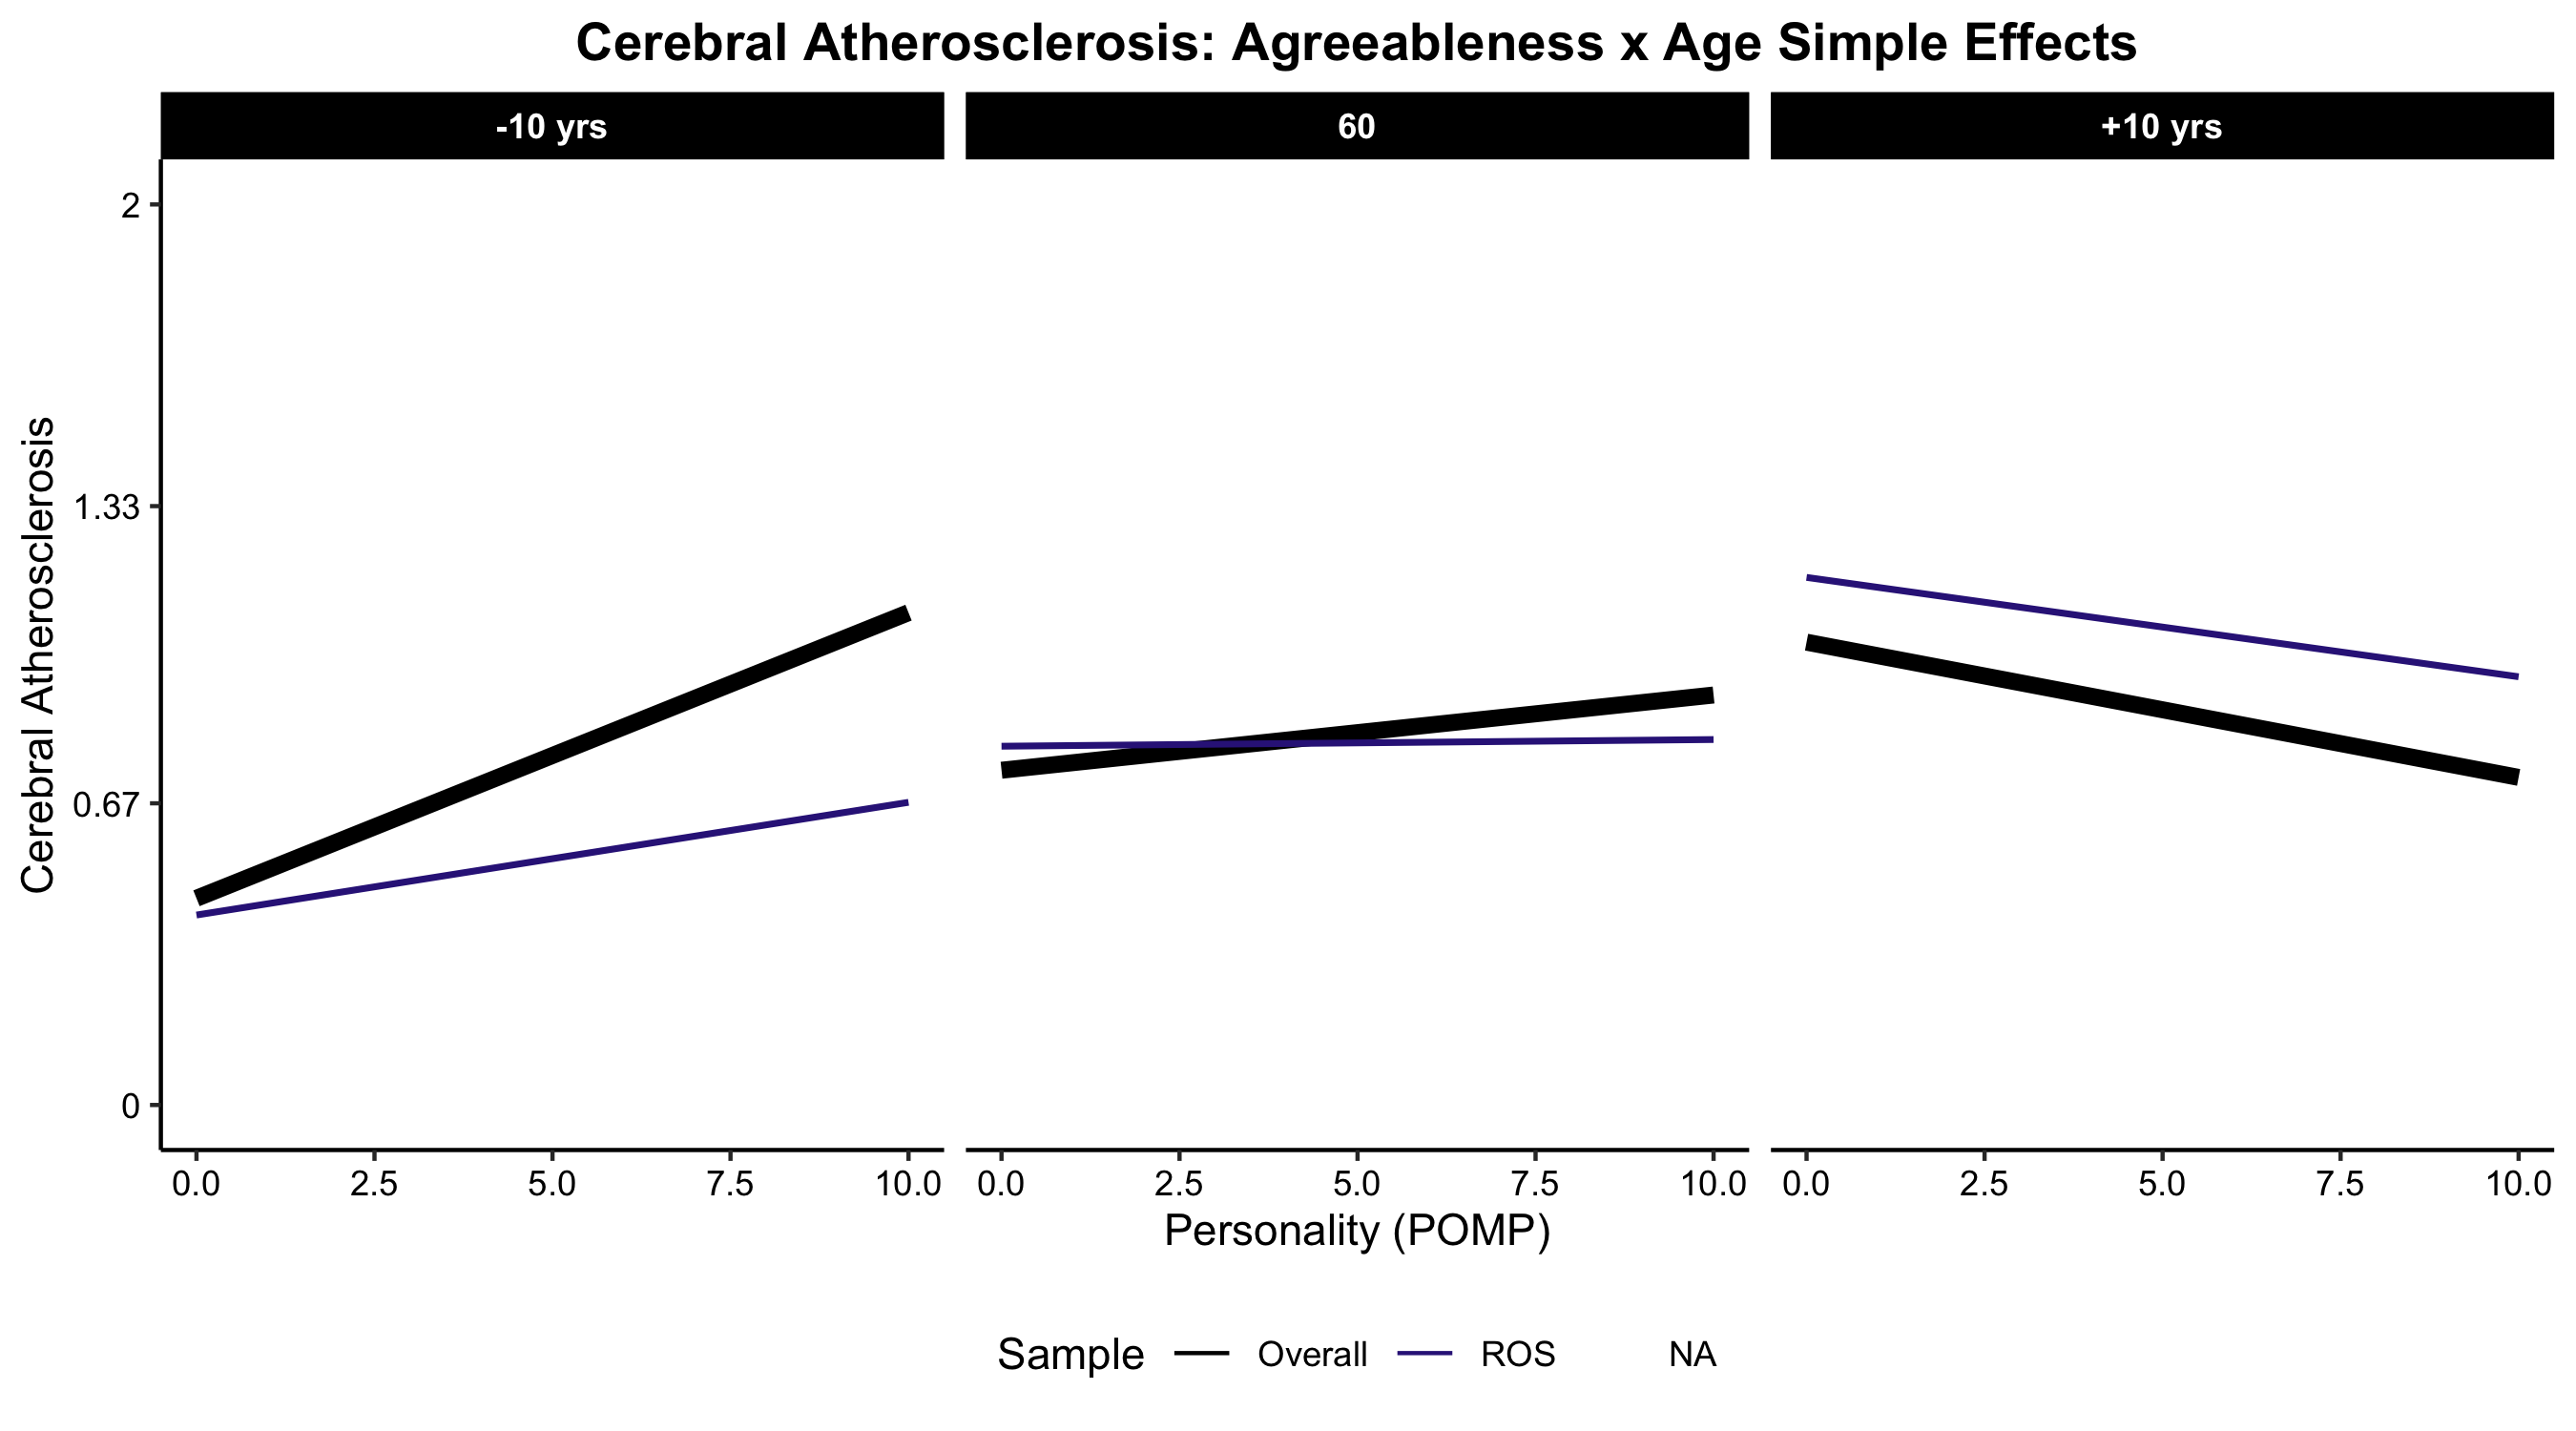 Cerebral Atherosclerosis: Agreeableness x Age Simple Effects
-10 yrs
60
+10 yrs
Cerebral Atherosclerosis
2
1.33
0.67
0
0.0 2.5 5.0 7.5 10.0
0.0 2.5 5.0 7.5 10.0
0.0 2.5 5.0 7.5 10.0
Personality (POMP)
Sample Overall ROS NA